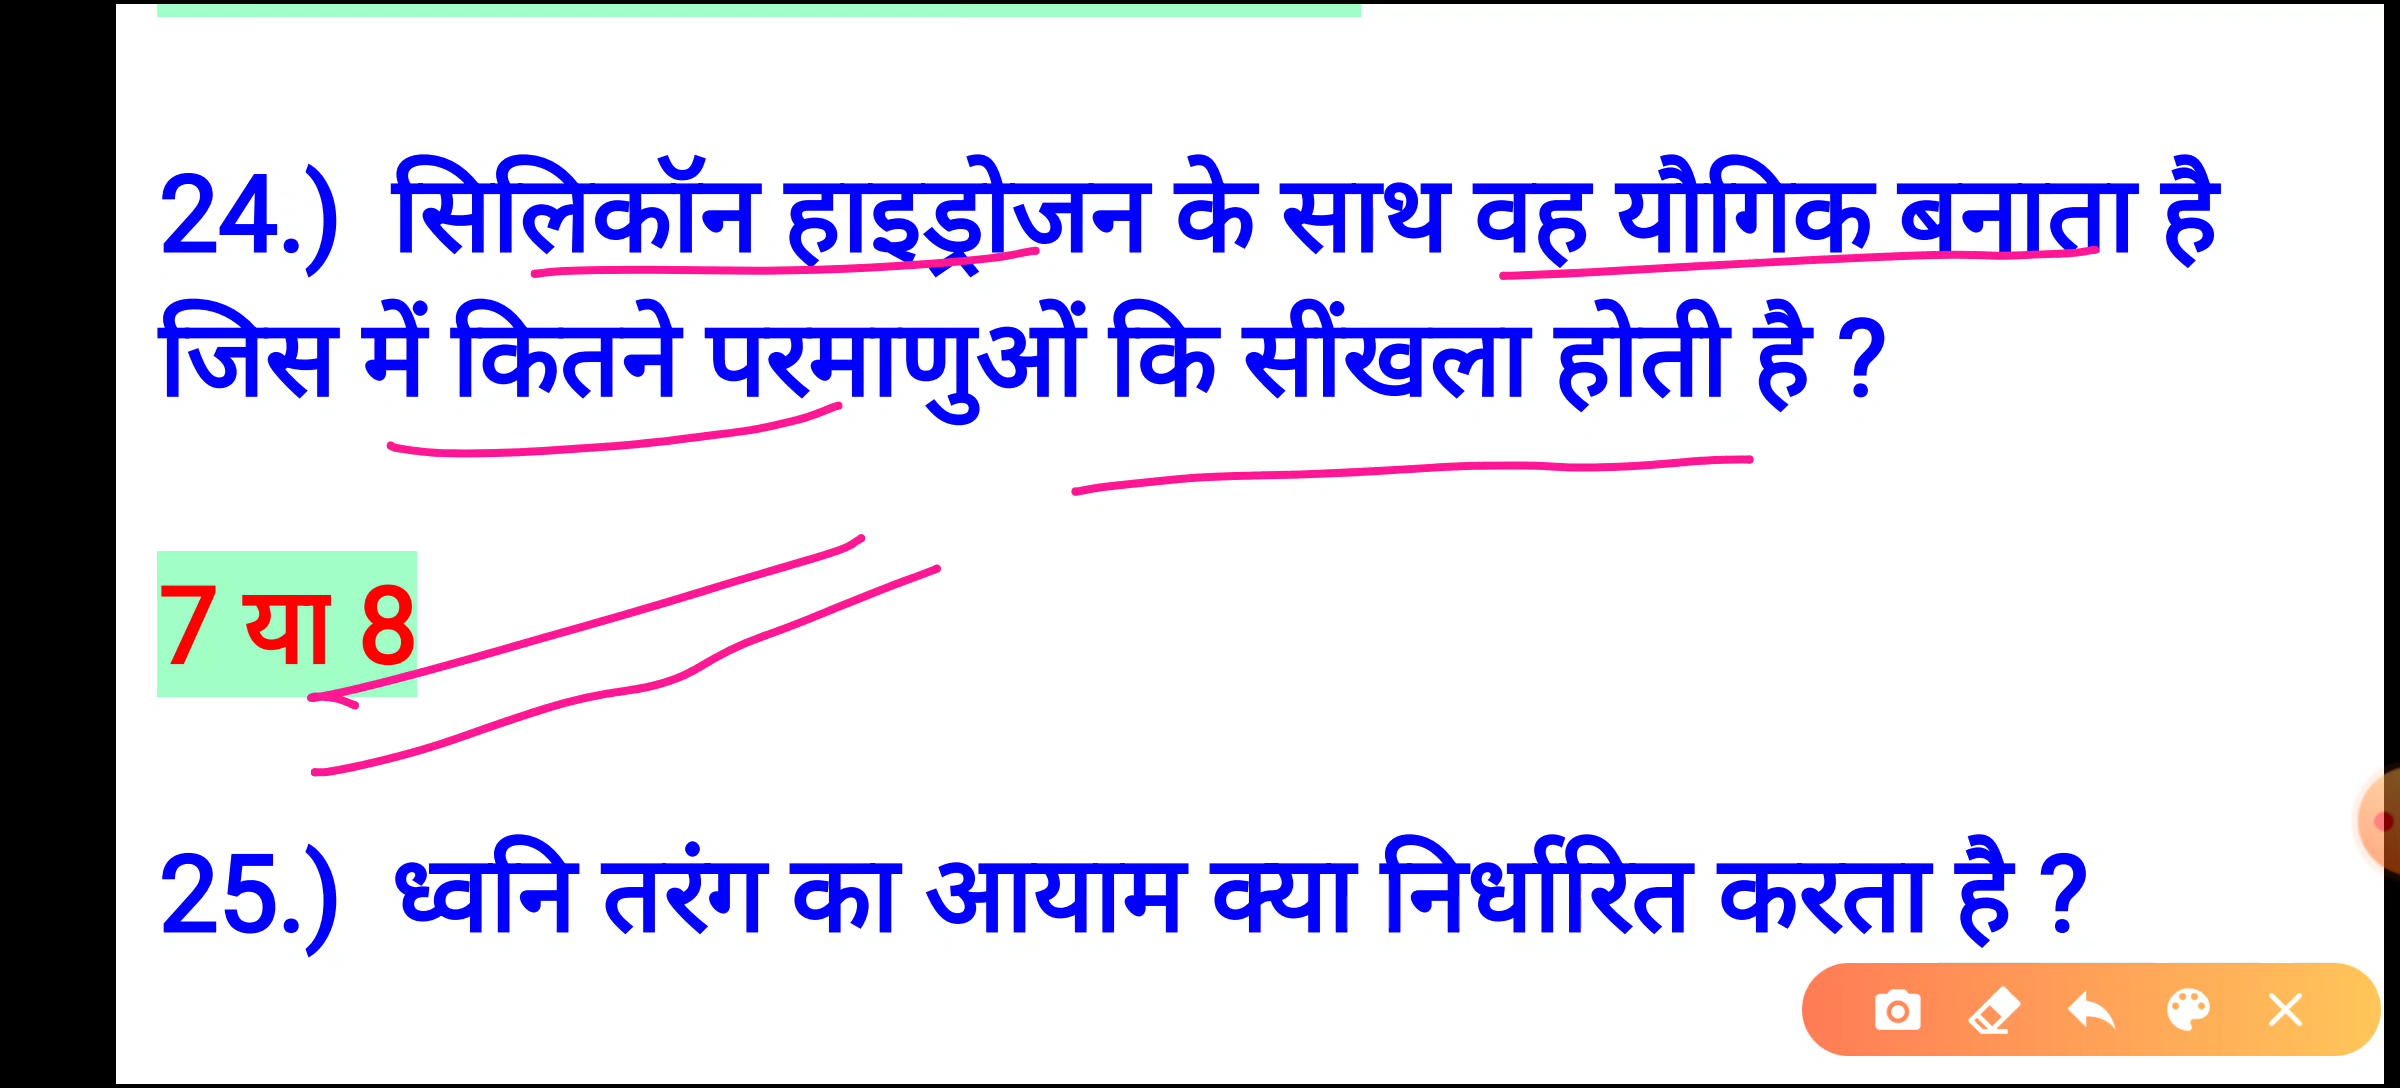 24.) सिलिकॉन हाइड्रोजन के साथ वह यौगिक बनाता है
जिस में कितने परमाणुओं कि सींखला होती है ?
7 या 8
25.) ध्वनि तरंग का आयाम क्या निर्धारित करता है ?